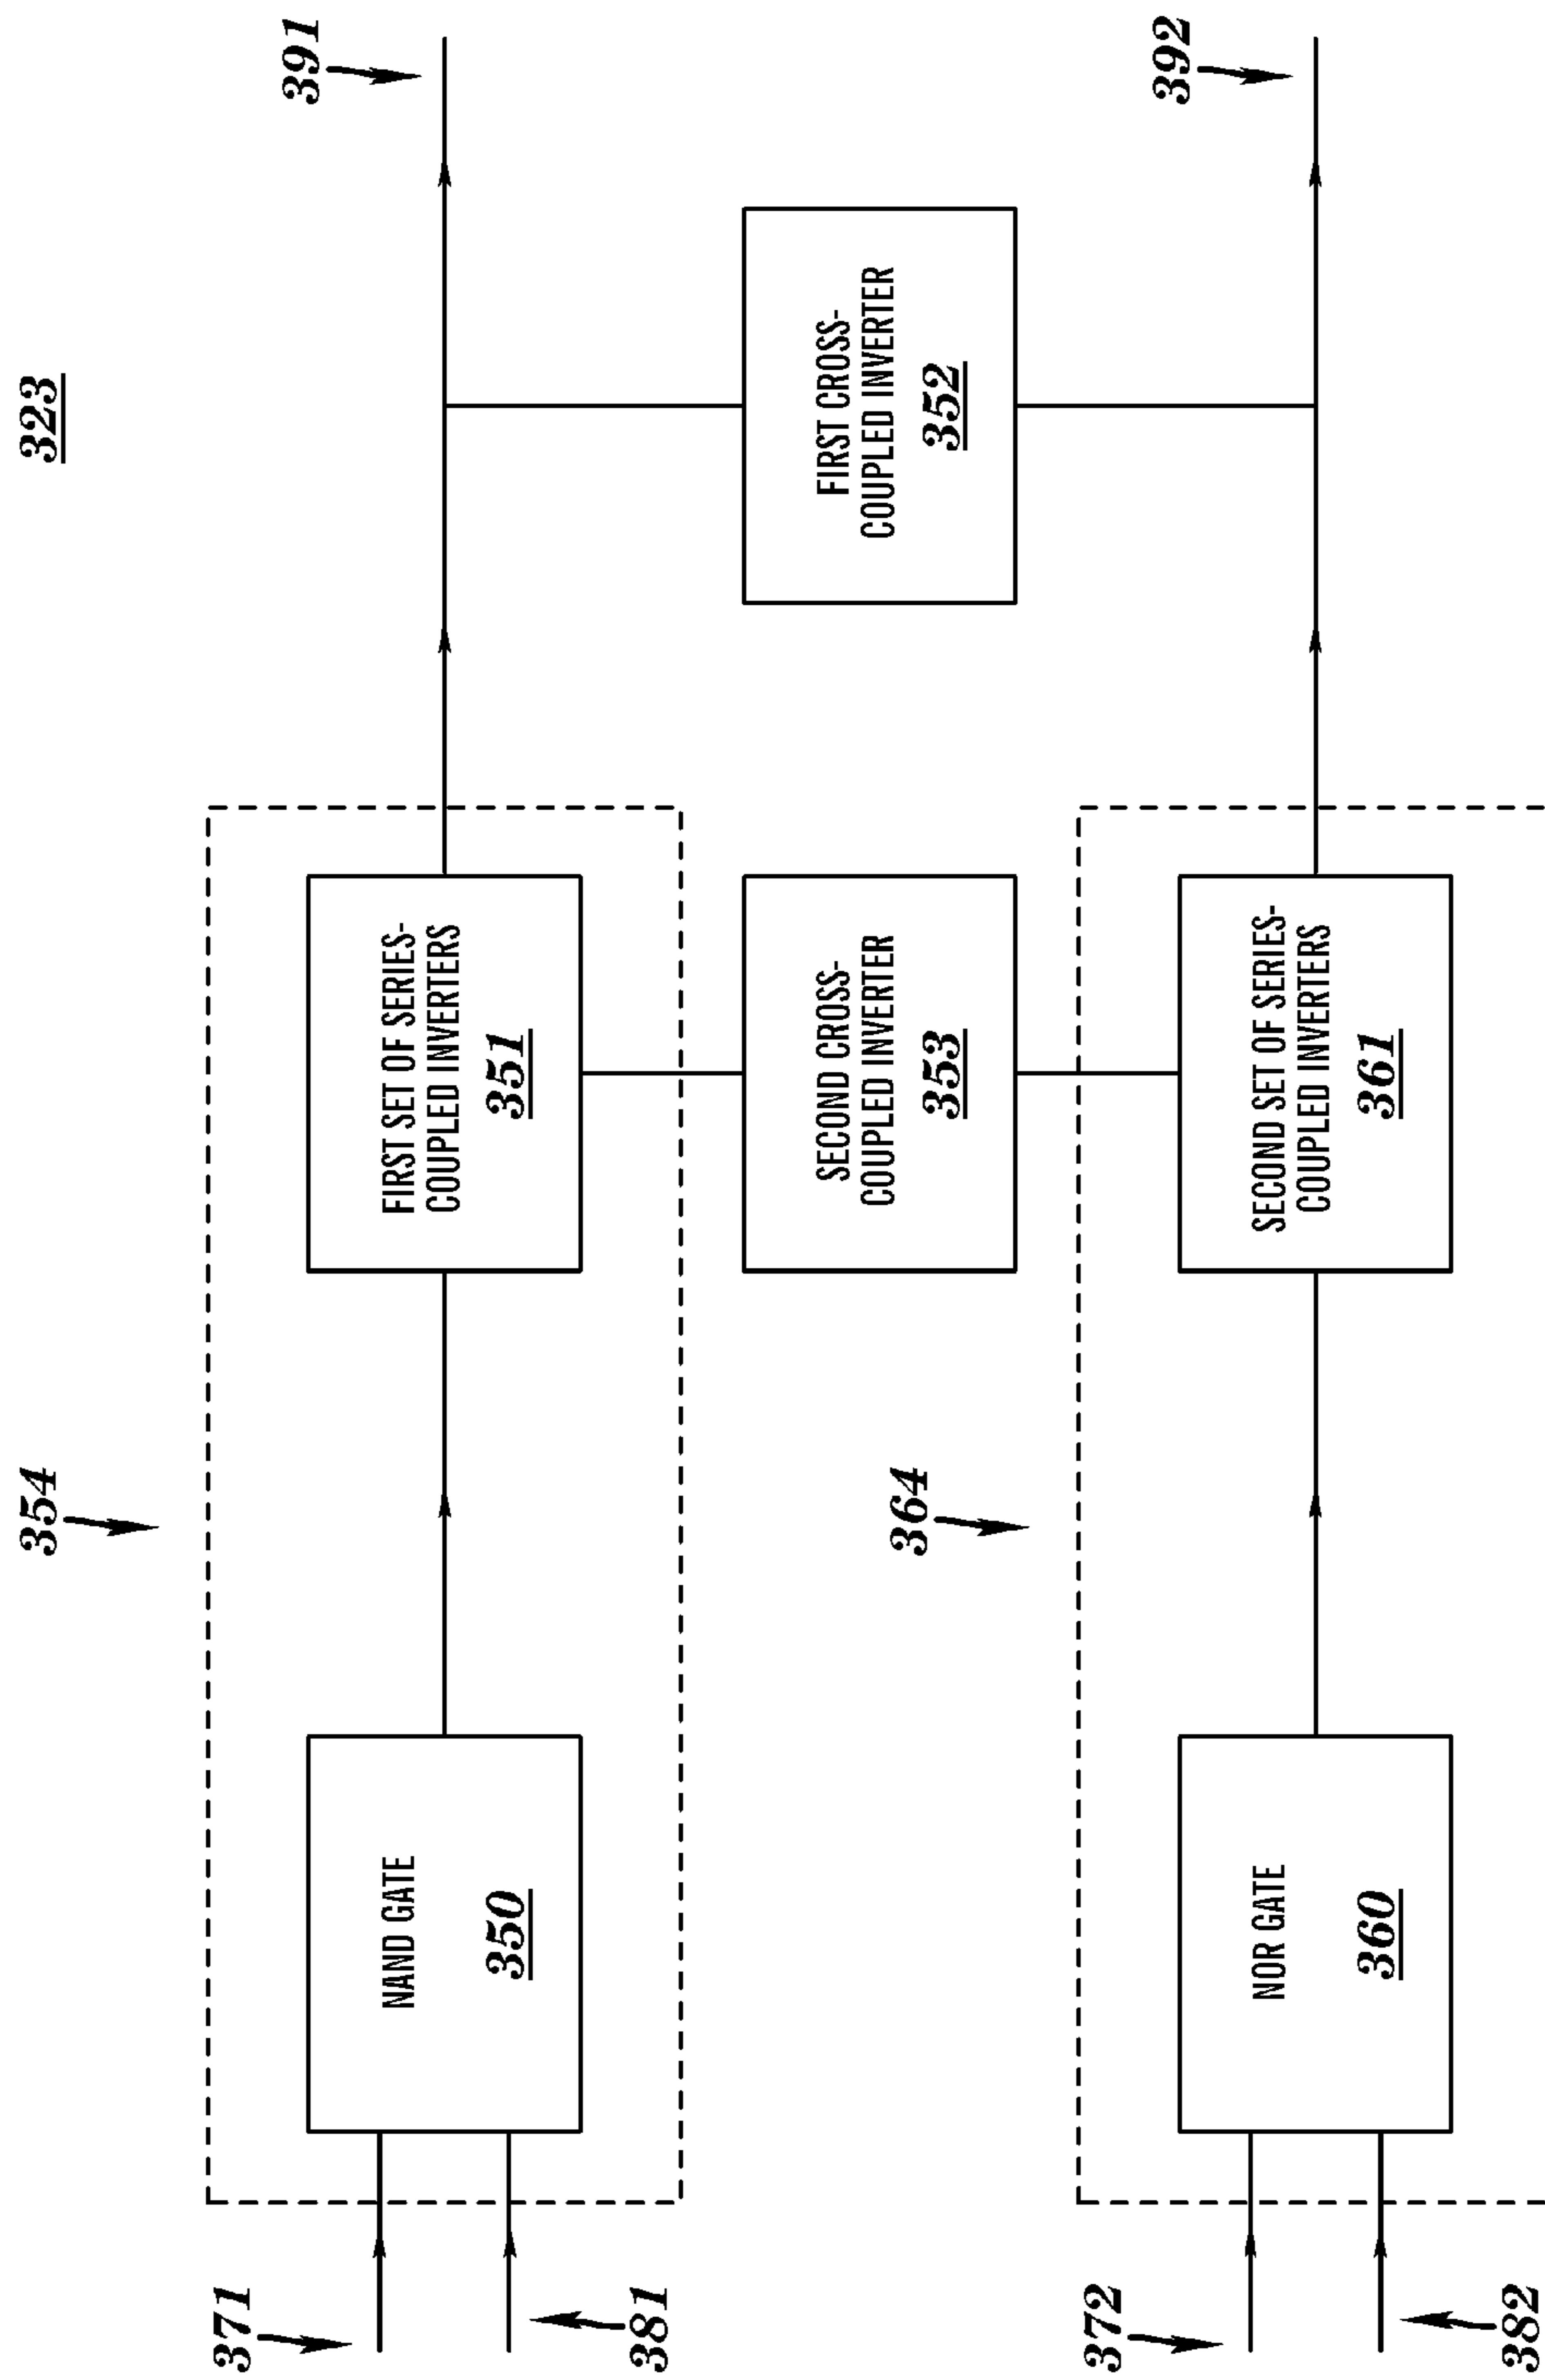 323
354
371
381
NAND GATE
350
FIRST SET OF SERIES-
COUPLED INVERTERS
351
391
SECOND CROSS-
COUPLED INVERTER
353
FIRST CROSS-
COUPLED INVERTER
352
364
372
382
NOR GATE
360
SECOND SET OF SERIES-
COUPLED INVERTERS
361
392